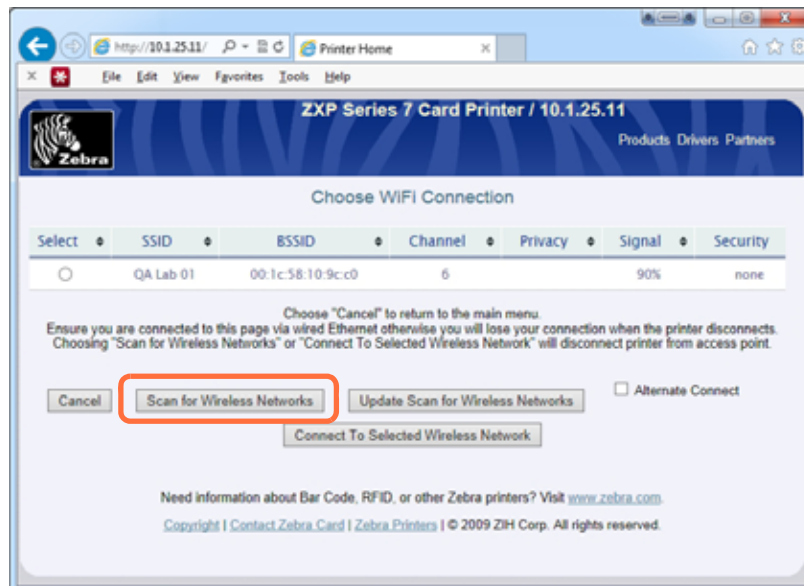 http://10.1.25.11/
Printer Home
File Edit View Favorites Tools Help
ZXP Series 7 Card Printer / 10.1.25.11
Zebra
Products Drivers Partners
Choose WiFi Connection
Select SSID BSSID Channel Privacy Signal Security
QA Lab 01 00:1c:58:10:9c:c0 6 90% none
Choose "Cancel" to return to the main menu.
Ensure you are connected to this page via wired Ethernet otherwise you will lose your connection when the printer disconnects.
Choosing "Scan for Wireless Networks" or "Connect To Selected Wireless Network" will disconnect printer from access point.
Cancel Scan for Wireless Networks Update Scan for Wireless Networks Alternate Connect
Connect To Selected Wireless Network
Need information about Bar Code, RFID, or other Zebra printers? Visit www.zebra.com.
Copyright | Contact Zebra Card | Zebra Printers | © 2009 ZIH Corp. All rights reserved.